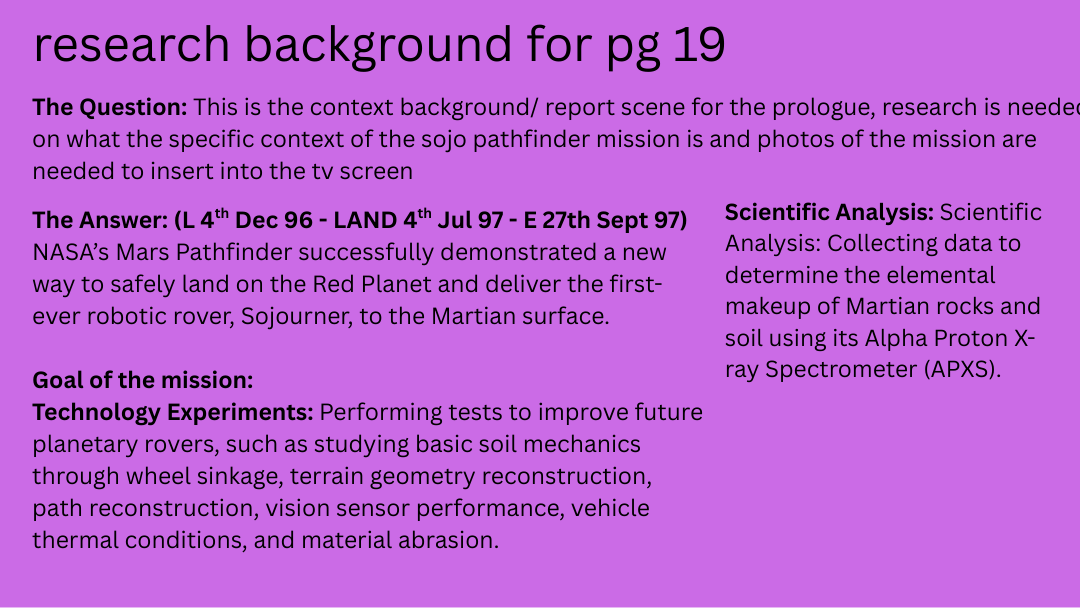 research background for pg 19
The Question: This is the context background/ report scene for the prologue, research is needed
on what the specific context of the sojo pathfinder mission is and photos of the mission are
needed to insert into the tv screen
The Answer: (L 4th Dec 96 - LAND 4th Jul 97 - E 27th Sept 97)
NASA’s Mars Pathfinder successfully demonstrated a new
way to safely land on the Red Planet and deliver the first-
ever robotic rover, Sojourner, to the Martian surface.
Goal of the mission:
Technology Experiments: Performing tests to improve future
planetary rovers, such as studying basic soil mechanics
through wheel sinkage, terrain geometry reconstruction,
path reconstruction, vision sensor performance, vehicle
thermal conditions, and material abrasion.
Scientific Analysis: Scientific
Analysis: Collecting data to
determine the elemental
makeup of Martian rocks and
soil using its Alpha Proton X-
ray Spectrometer (APXS).